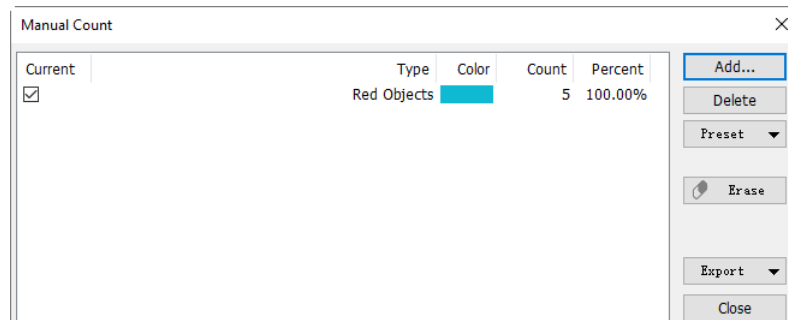 Manual Count
Current Type Color Count Percent
Red Objects 5 100.00%
Add...
Delete
Preset
Erase
Export
Close